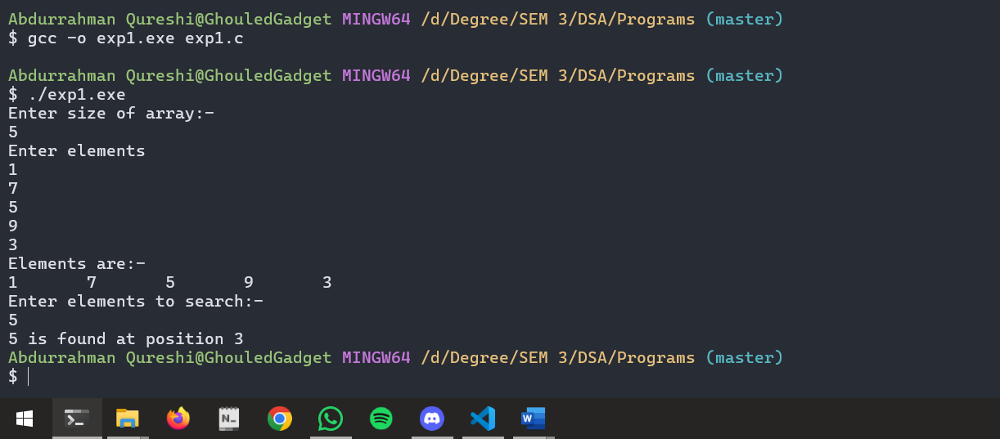 Abdurrahman Qureshi@GhouledGadget MINGW64 /d/Degree/SEM 3/DSA/Programs (master)
$ gcc -o exp1.exe exp1.c
Abdurrahman Qureshi@GhouledGadget MINGW64 /d/Degree/SEM 3/DSA/Programs (master)
$ ./exp1.exe
Enter size of array:-
5
Enter elements
1
7
5
9
3
Elements are:-
1 7 5 9 3
Enter elements to search:-
5
5 is found at position 3
Abdurrahman Qureshi@GhouledGadget MINGW64 /d/Degree/SEM 3/DSA/Programs (master)
$
N
W